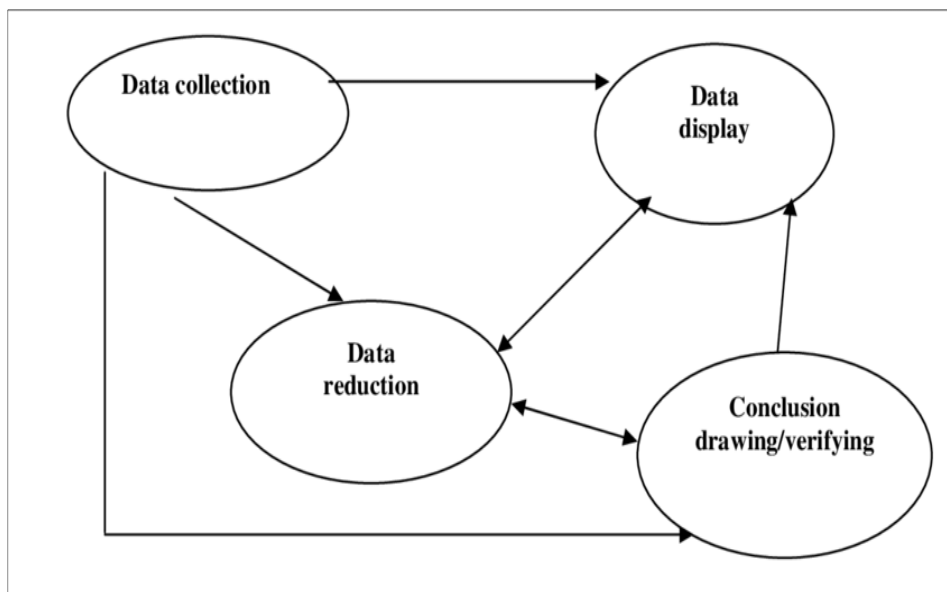 Data collection
Data
display
Data
reduction
Conclusion
drawing/verifying